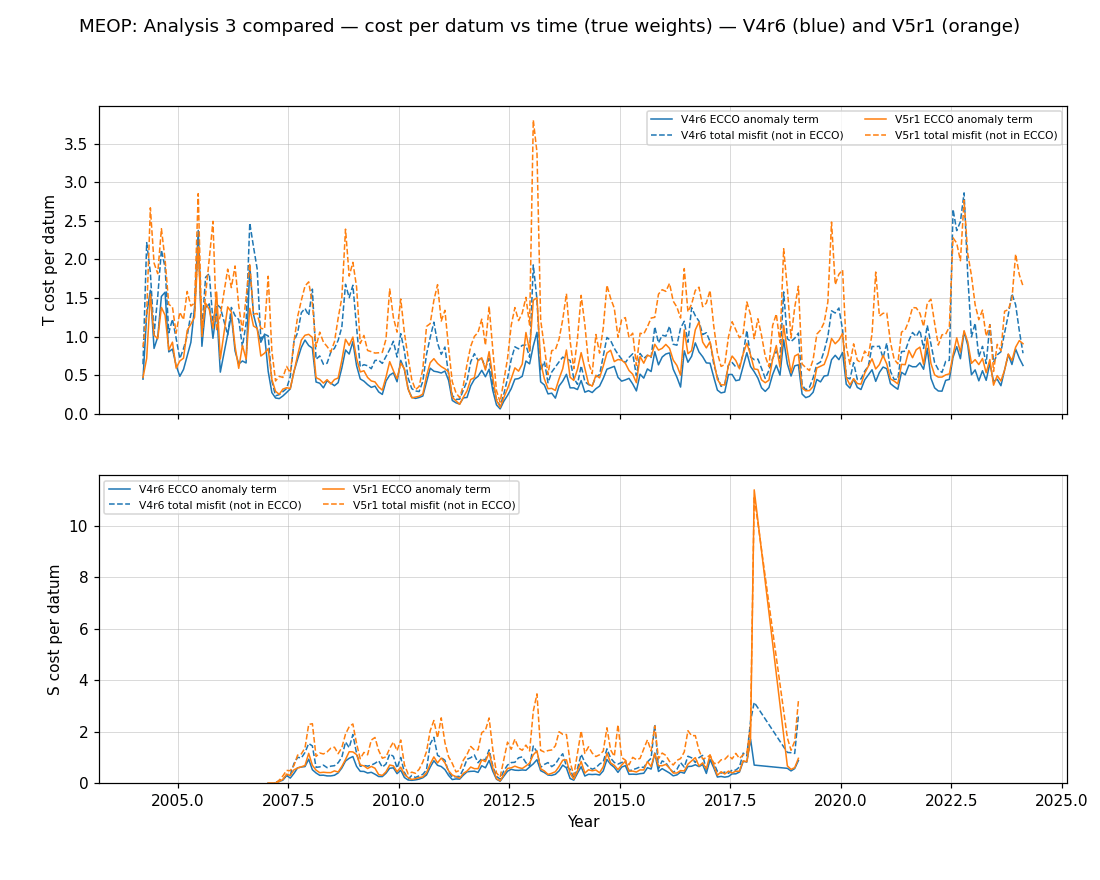 MEOP: Analysis 3 compared — cost per datum vs time (true weights) — V4r6 (blue) and V5r1 (orange)
T cost per datum
3.5
3.0
2.5
2.0
1.5
1.0
0.5
0.0
V4r6 ECCO anomaly term
V4r6 total misfit (not in ECCO)
V5r1 ECCO anomaly term
V5r1 total misfit (not in ECCO)
S cost per datum
10
8
6
4
2
0
V4r6 ECCO anomaly term
V4r6 total misfit (not in ECCO)
V5r1 ECCO anomaly term
V5r1 total misfit (not in ECCO)
2005.0 2007.5 2010.0 2012.5 2015.0 2017.5 2020.0 2022.5 2025.0
Year